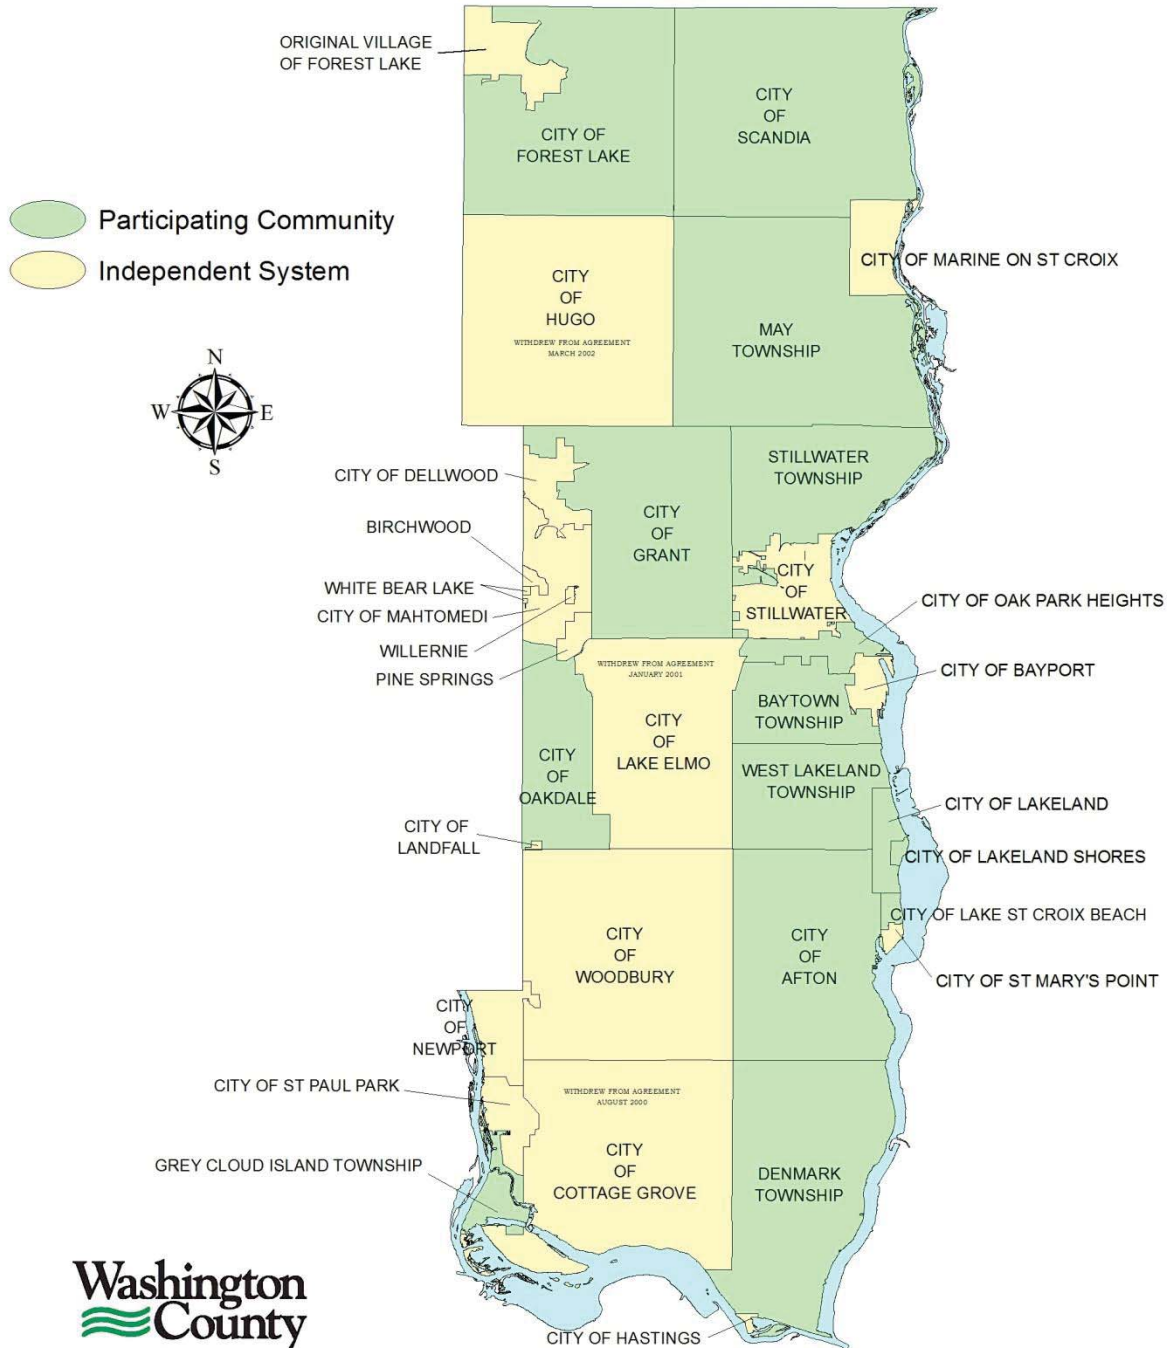 ORIGINAL VILLAGE
OF FOREST LAKE
CITY OF
FOREST LAKE
CITY
OF
SCANDIA
Participating Community
Independent System
CITY OF MARINE ON ST CROIX
CITY
OF
HUGO
WITHDREW FROM AGREEMENT
MARCH 2002
MAY
TOWNSHIP
N
W
E
S
CITY OF DELLWOOD
BIRCHWOOD
WHITE BEAR LAKE
CITY OF MAHTOMEDI
WILLERNIE
PINE SPRINGS
CITY
OF
GRANT
STILLWATER
TOWNSHIP
CITY
OF
STILLWATER
CITY OF OAK PARK HEIGHTS
CITY OF BAYPORT
WITHDREW FROM AGREEMENT
JANUARY 2001
CITY
OF
LAKE ELMO
BAYTOWN
TOWNSHIP
CITY
OF
OAKDALE
WEST LAKELAND
TOWNSHIP
CITY OF LAKELAND
CITY OF
LANDFALL
CITY OF LAKELAND SHORES
CITY OF LAKE ST CROIX BEACH
CITY
OF
WOODBURY
CITY
OF
AFTON
CITY OF ST MARY'S POINT
CITY
OF
NEWPORT
CITY OF ST PAUL PARK
WITHDREW FROM AGREEMENT
AUGUST 2000
GREY CLOUD ISLAND TOWNSHIP
CITY
OF
COTTAGE GROVE
DENMARK
TOWNSHIP
Washington
County
CITY OF HASTINGS